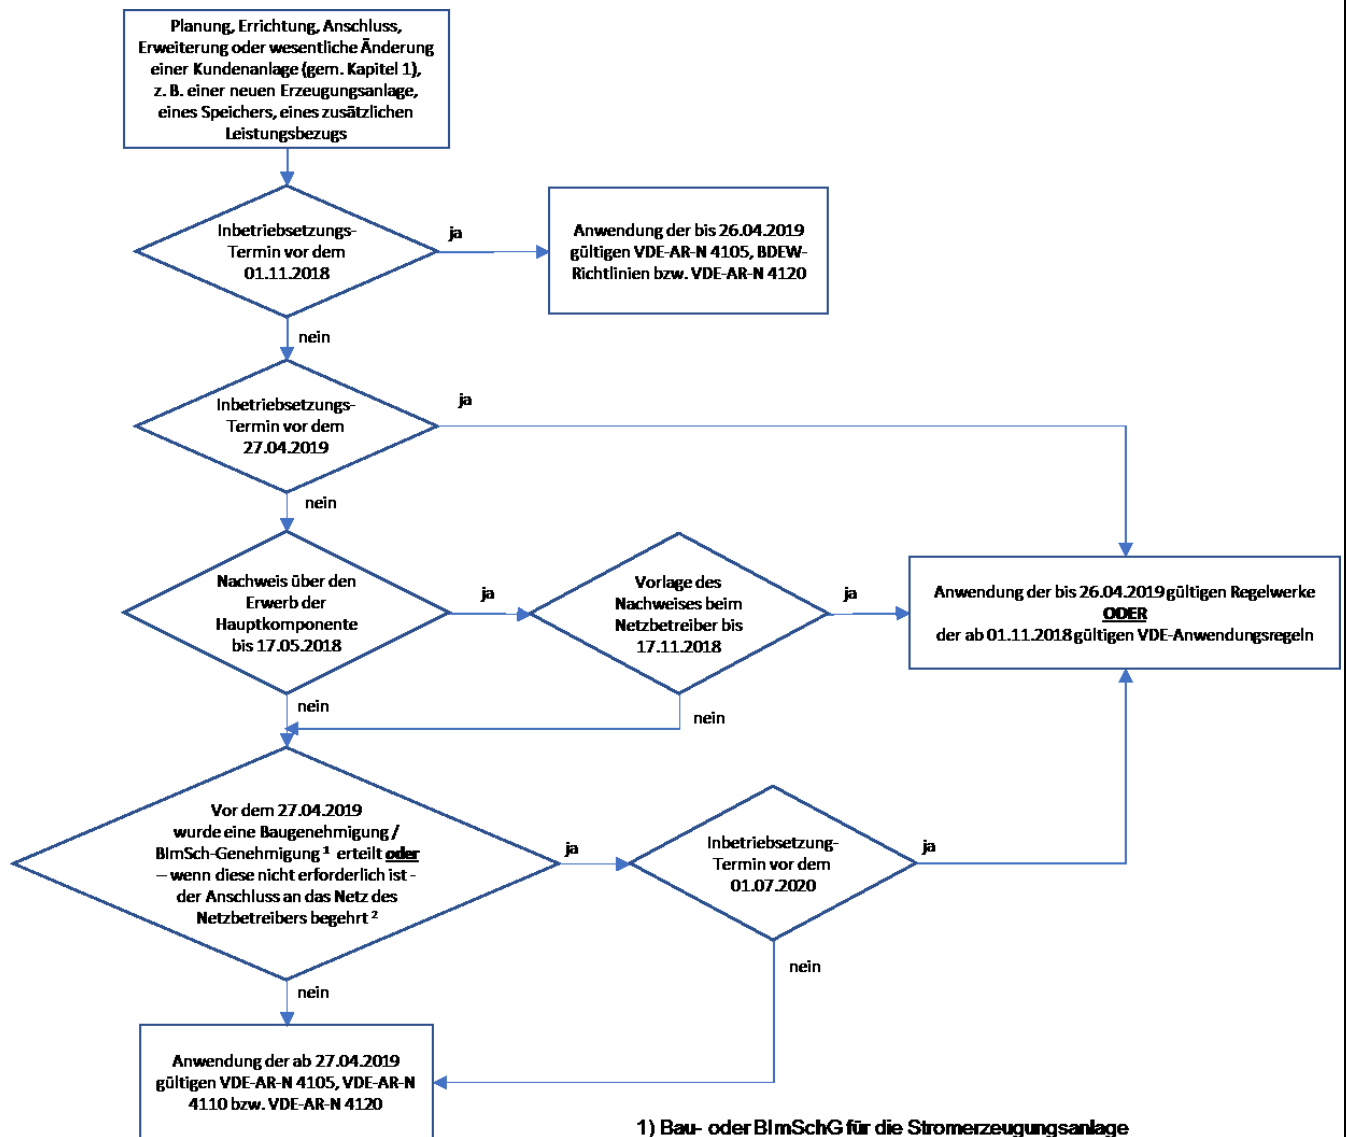 Planung, Errichtung, Anschluss,
Erweiterung oder wesentliche Änderung
einer Kundenanlage (gem. Kapitel 1),
z. B. einer neuen Erzeugungsanlage,
eines Speichers, eines zusätzlichen
Leistungsbezugs
Inbetriebsetzungs-
Termin vor dem
01.11.2018
ja
Anwendung der bis 26.04.2019
gültigen VDE-AR-N 4105, BDEW-
Richtlinien bzw. VDE-AR-N 4120
nein
Inbetriebsetzungs-
Termin vor dem
27.04.2019
ja
nein
Nachweis über den
Erwerb der
Hauptkomponente
bis 17.05.2018
ja
Vorlage des
Nachweises beim
Netzbetreiber bis
17.11.2018
ja
Anwendung der bis 26.04.2019 gültigen Regelwerke
ODER
der ab 01.11.2018 gültigen VDE-Anwendungsregeln
nein
nein
Vor dem 27.04.2019
wurde eine Baugenehmigung /
BImSch-Genehmigung ¹ erteilt oder
– wenn diese nicht erforderlich ist -
der Anschluss an das Netz des
Netzbetreibers begehrt ²
ja
Inbetriebsetzung-
Termin vor dem
01.07.2020
ja
nein
nein
Anwendung der ab 27.04.2019
gültigen VDE-AR-N 4105, VDE-AR-N
4110 bzw. VDE-AR-N 4120
1) Bau- oder BImSchG für die Stromerzeugungsanlage